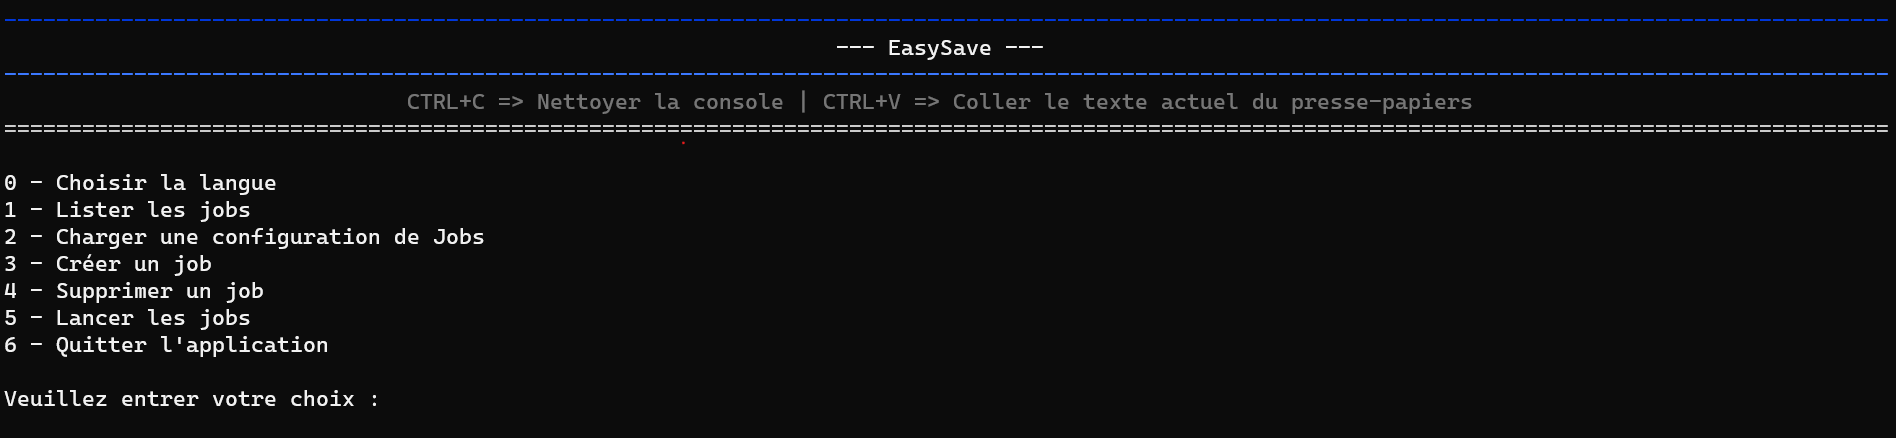 --- EasySave ---
CTRL+C => Nettoyer la console | CTRL+V => Coller le texte actuel du presse-papiers
0 - Choisir la langue
1 - Lister les jobs
2 - Charger une configuration de Jobs
3 - Créer un job
4 - Supprimer un job
5 - Lancer les jobs
6 - Quitter l'application
Veuillez entrer votre choix :